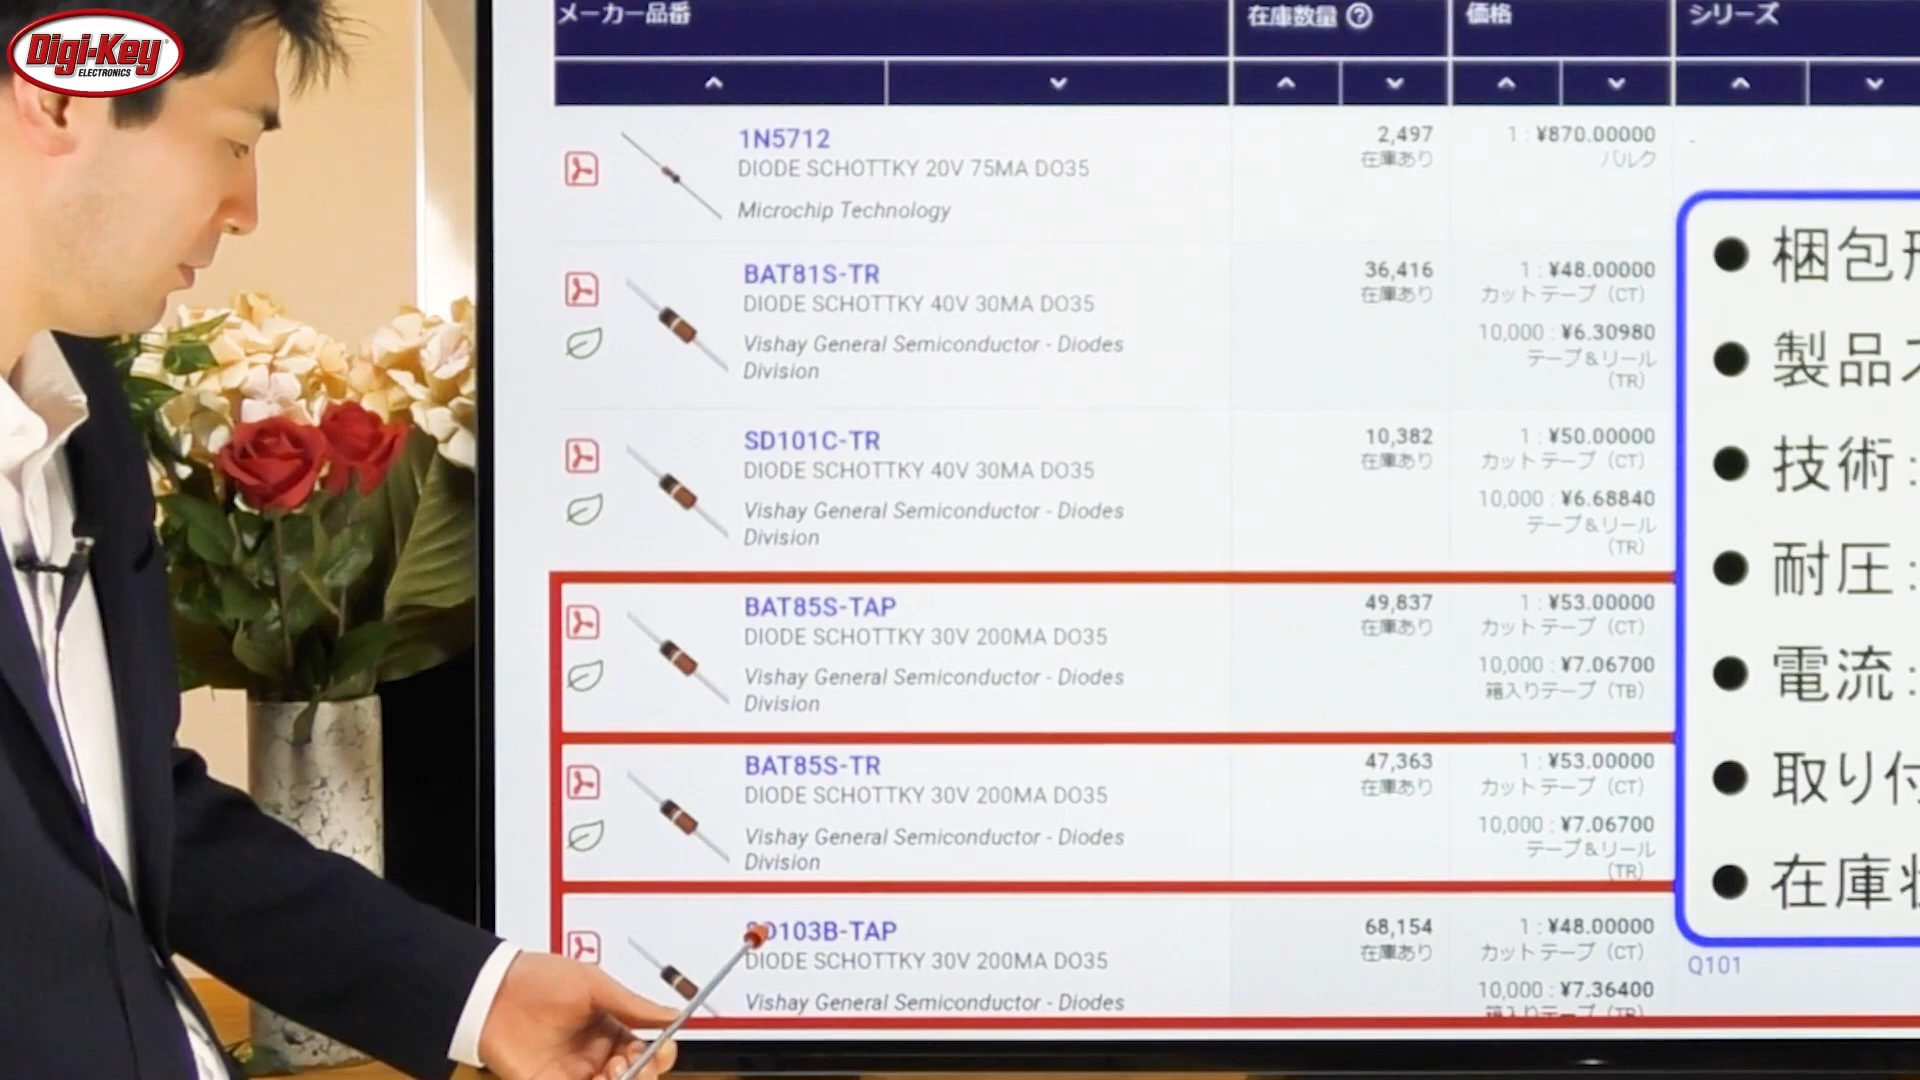 Digi-Key
ELECTRONICS
メーカー品番
在庫数量 ?
価格
シリーズ
1N5712
DIODE SCHOTTKY 20V 75MA DO35
Microchip Technology
2,497
在庫あり
1 : ¥870.00000
バルク
-
BAT81S-TR
DIODE SCHOTTKY 40V 30MA DO35
Vishay General Semiconductor - Diodes
Division
36,416
在庫あり
1 : ¥48.00000
カット テープ（CT）
10,000 : ¥6.30980
テープ＆リール
（TR）
SD101C-TR
DIODE SCHOTTKY 40V 30MA DO35
Vishay General Semiconductor - Diodes
Division
10,382
在庫あり
1 : ¥50.00000
カット テープ（CT）
10,000 : ¥6.68840
テープ＆リール
（TR）
BAT85S-TAP
DIODE SCHOTTKY 30V 200MA DO35
Vishay General Semiconductor - Diodes
Division
49,837
在庫あり
1 : ¥53.00000
カット テープ（CT）
10,000 : ¥7.06700
箱入りテープ（TB）
BAT85S-TR
DIODE SCHOTTKY 30V 200MA DO35
Vishay General Semiconductor - Diodes
Division
47,363
在庫あり
1 : ¥53.00000
カット テープ（CT）
10,000 : ¥7.06700
テープ＆リール
（TR）
D103B-TAP
DIODE SCHOTTKY 30V 200MA DO35
Vishay General Semiconductor - Diodes
68,154
在庫あり
1 : ¥48.00000
カット テープ（CT）
10,000 : ¥7.36400
● 梱包
● 製品
● 技術 :
● 耐圧 :
● 電流 :
● 取り付
● 在庫
Q101